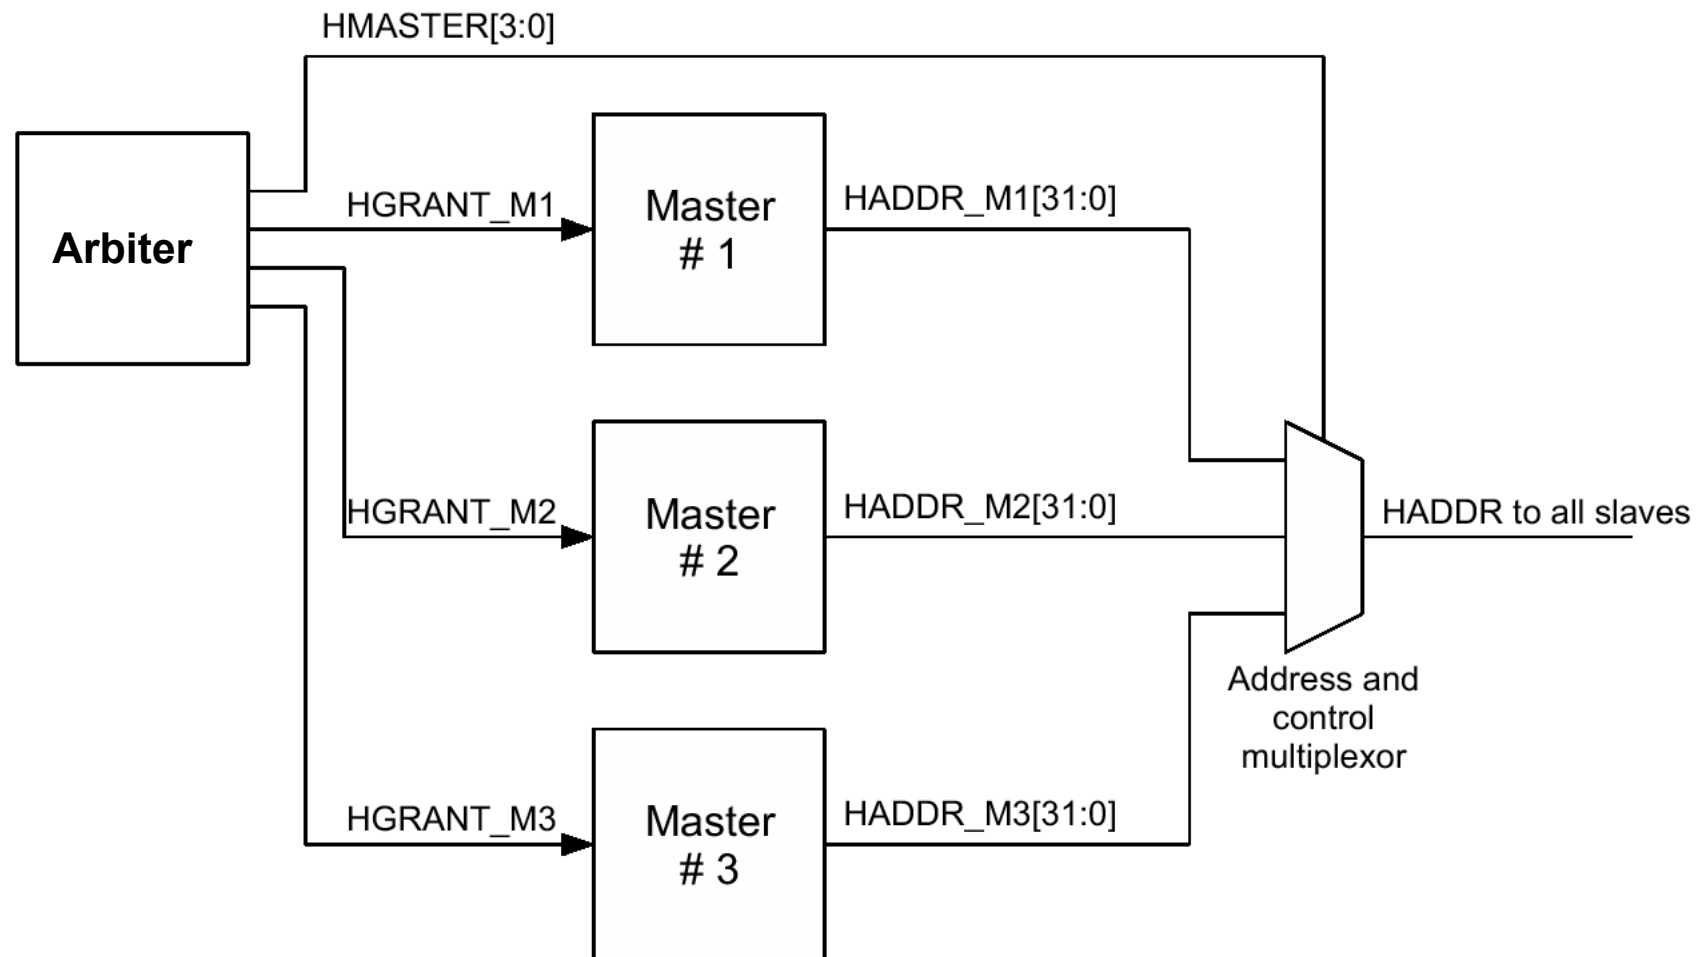 HMASTER[3:0]
Arbiter
HGRANT_M1
Master
# 1
HADDR_M1[31:0]
HGRANT_M2
Master
# 2
HADDR_M2[31:0]
HADDR to all slaves
Address and
control
multiplexor
HGRANT_M3
Master
# 3
HADDR_M3[31:0]